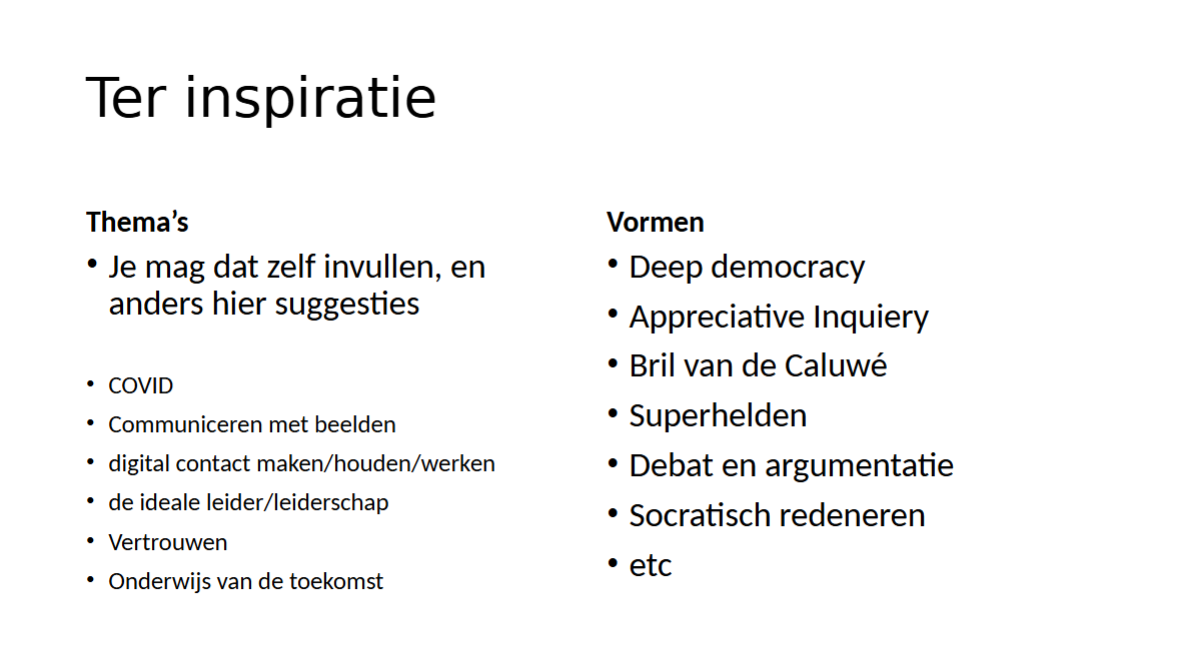 Ter inspiratie
Thema’s
• Je mag dat zelf invullen, en
anders hier suggesties
• COVID
• Communiceren met beelden
• digital contact maken/houden/werken
• de ideale leider/leiderschap
• Vertrouwen
• Onderwijs van de toekomst
Vormen
• Deep democracy
• Appreciative Inquiery
• Bril van de Caluwé
• Superhelden
• Debat en argumentatie
• Socratisch redeneren
• etc